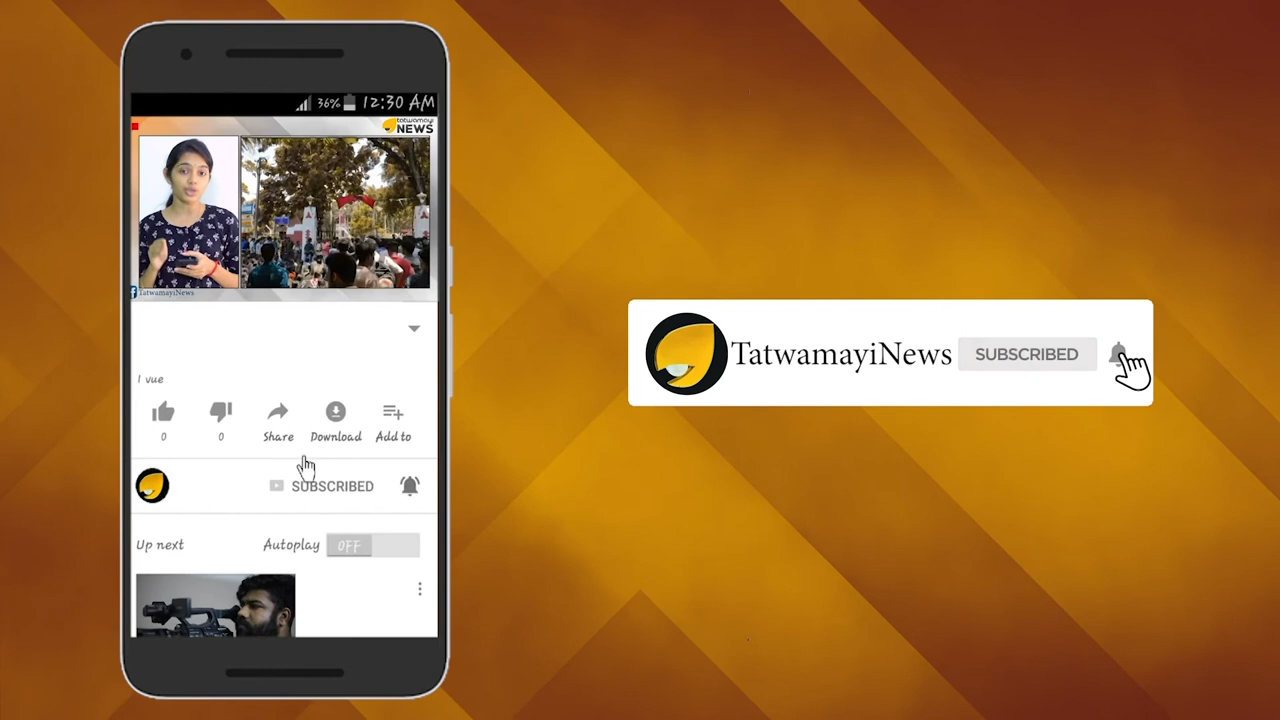 36% 12:30 AM
tatwamayi
NEWS
TatwamayiNews
1 vue
0 0 Share Download Add to
SUBSCRIBED
Up next Autoplay OFF
TatwamayiNews SUBSCRIBED